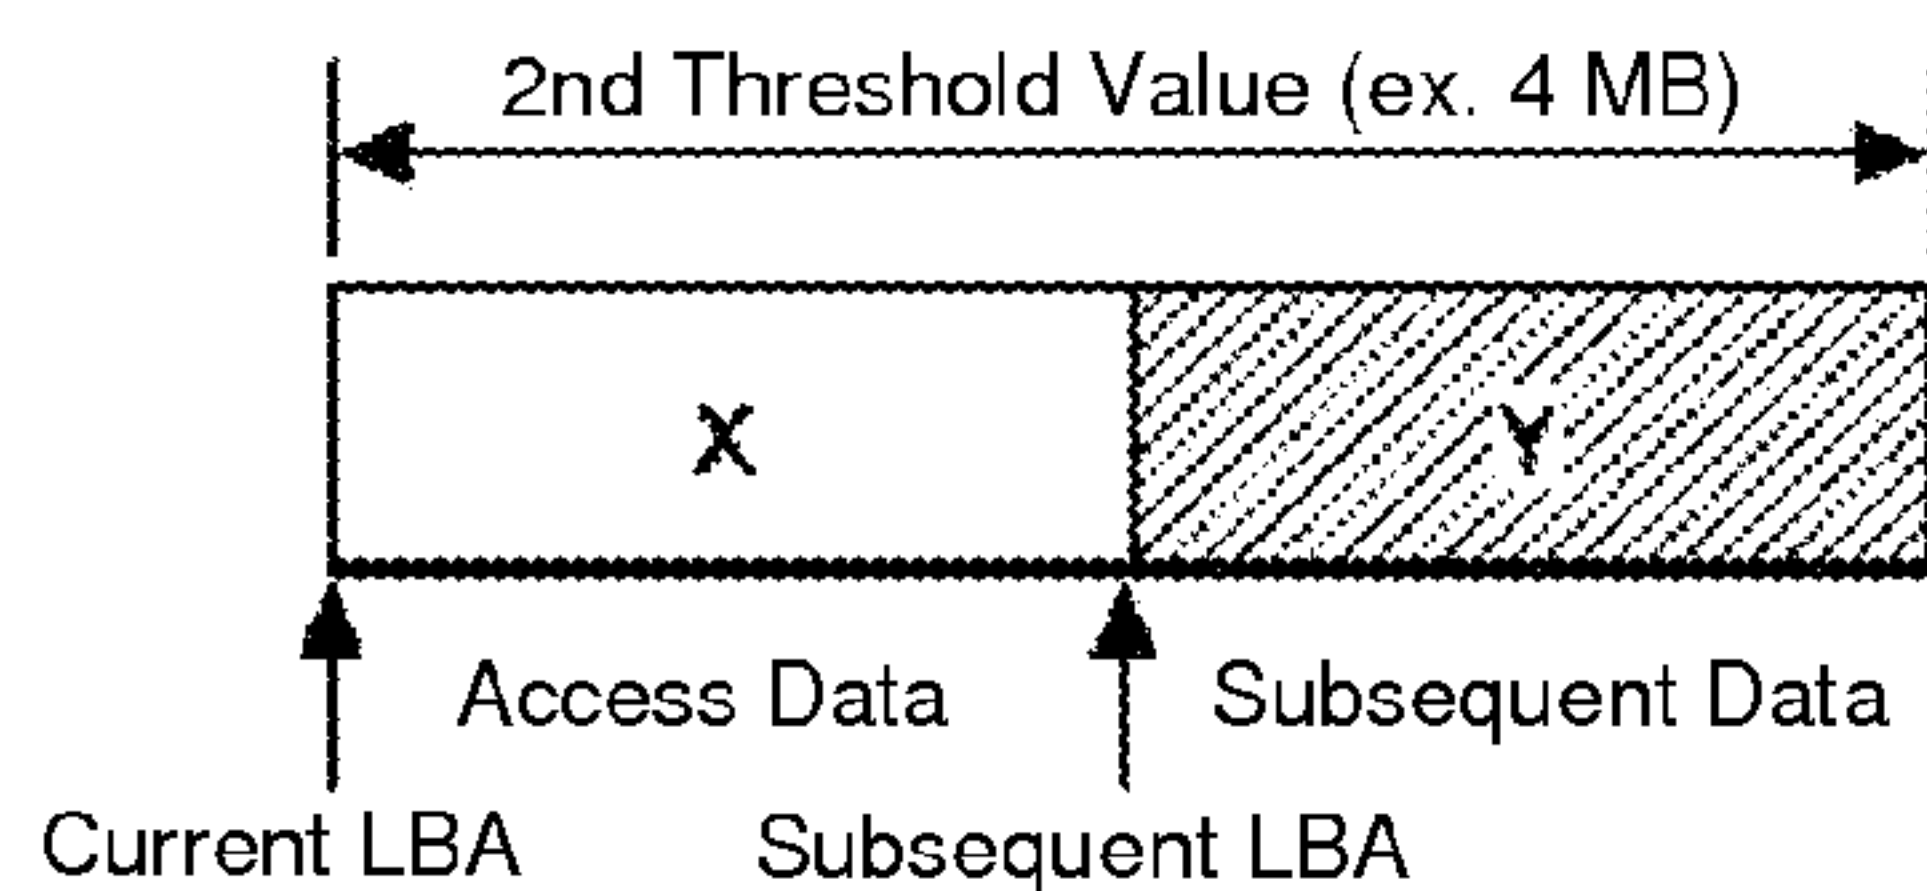 2nd Threshold Value (ex. 4 MB)
X
Y
Access Data
Subsequent Data
Current LBA
Subsequent LBA